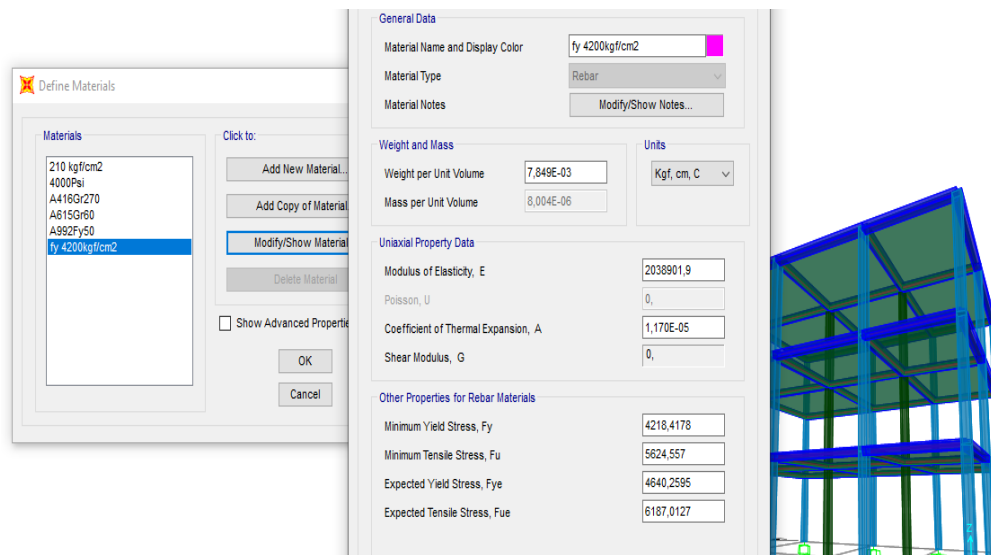 Define Materials
Materials
210 kgf/cm2
4000Psi
A416Gr270
A615Gr60
A992Fy50
fy 4200kgf/cm2
Click to:
Add New Material...
Add Copy of Material
Modify/Show Material
Delete Material
Show Advanced Propertie
OK
Cancel
General Data
Material Name and Display Color fy 4200kgf/cm2
Material Type Rebar
Material Notes Modify/Show Notes...
Weight and Mass
Weight per Unit Volume 7,849E-03
Mass per Unit Volume 8,004E-06
Units
Kgf, cm, C
Uniaxial Property Data
Modulus of Elasticity, E 2038901,9
Poisson, U 0,
Coefficient of Thermal Expansion, A 1,170E-05
Shear Modulus, G 0,
Other Properties for Rebar Materials
Minimum Yield Stress, Fy 4218,4178
Minimum Tensile Stress, Fu 5624,557
Expected Yield Stress, Fye 4640,2595
Expected Tensile Stress, Fue 6187,0127
Z